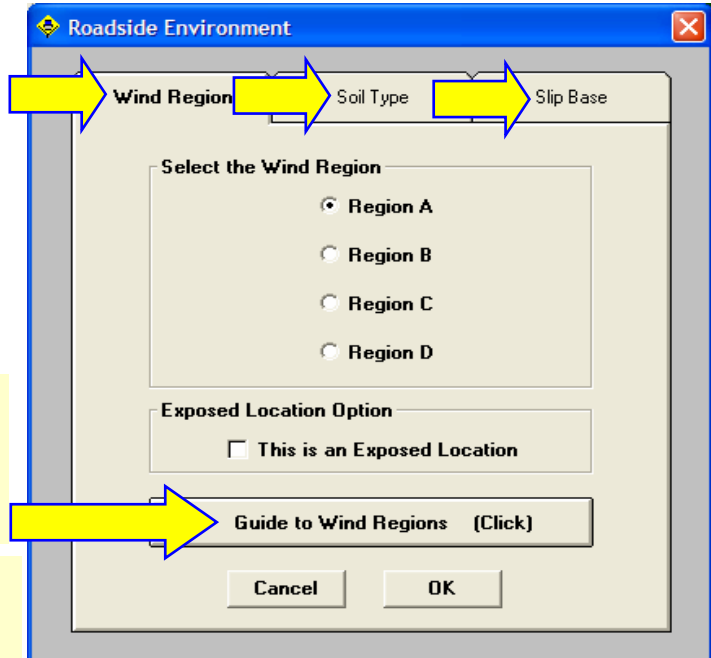 Roadside Environment
Wind Region Soil Type Slip Base
Select the Wind Region
Region A
Region B
Region C
Region D
Exposed Location Option
This is an Exposed Location
Guide to Wind Regions (Click)
Cancel OK